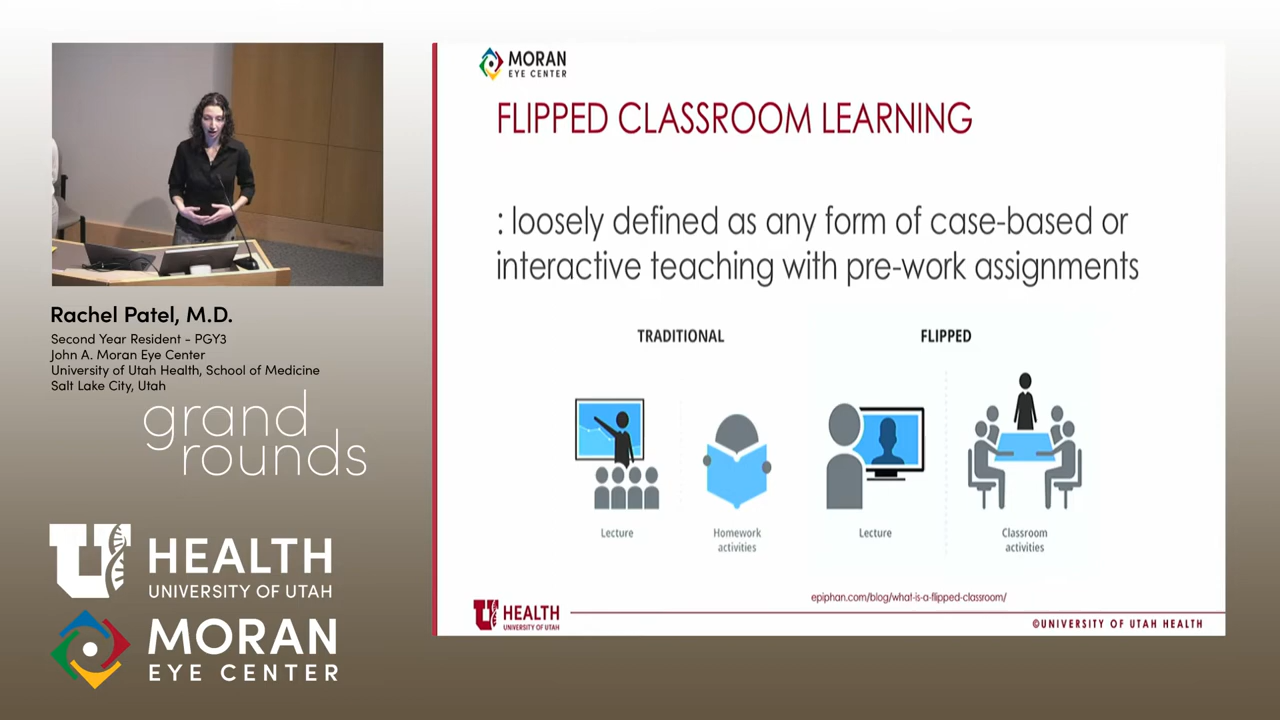 Rachel Patel, M.D.
Second Year Resident - PGY3
John A. Moran Eye Center
University of Utah Health, School of Medicine
Salt Lake City, Utah
grand
rounds
U HEALTH
UNIVERSITY OF UTAH
MORAN
EYE CENTER
MORAN
EYE CENTER
FLIPPED CLASSROOM LEARNING
: loosely defined as any form of case-based or
interactive teaching with pre-work assignments
TRADITIONAL
FLIPPED
Lecture
Homework
activities
Lecture
Classroom
activities
epiphan.com/blog/what-is-a-flipped-classroom/
U HEALTH
UNIVERSITY OF UTAH
©UNIVERSITY OF UTAH HEALTH